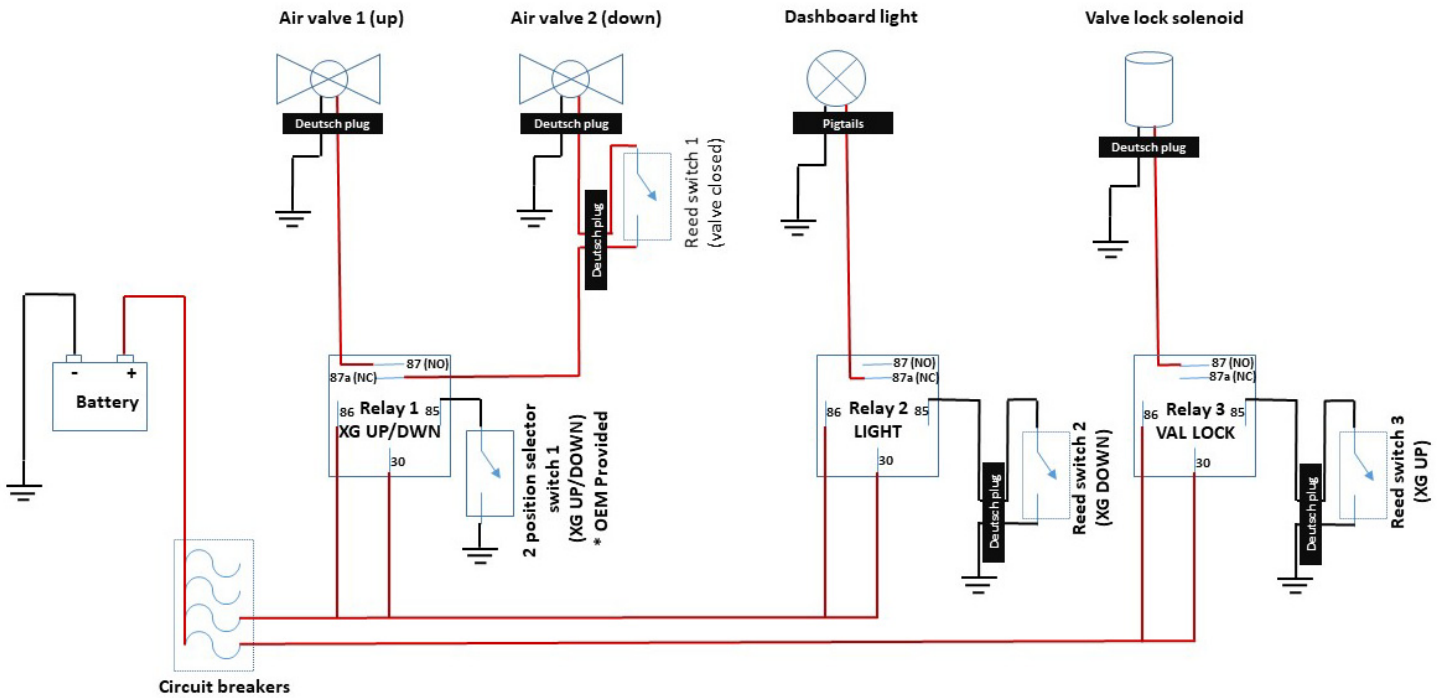 Air valve 1 (up)
Air valve 2 (down)
Dashboard light
Valve lock solenoid
Deutsch plug
Deutsch plug
Pigtails
Deutsch plug
Reed switch 1
(valve closed)
Deutsch plug
-
+
Battery
87 (NO)
87a (NC)
86
Relay 1
85
XG UP/DWN
30
2 position selector
switch 1
(XG UP/DOWN)
* OEM Provided
87 (NO)
87a (NC)
86
Relay 2
85
LIGHT
30
Deutsch plug
Reed switch 2
(XG DOWN)
87 (NO)
87a (NC)
86
Relay 3
85
VAL LOCK
30
Deutsch plug
Reed switch 3
(XG UP)
Circuit breakers